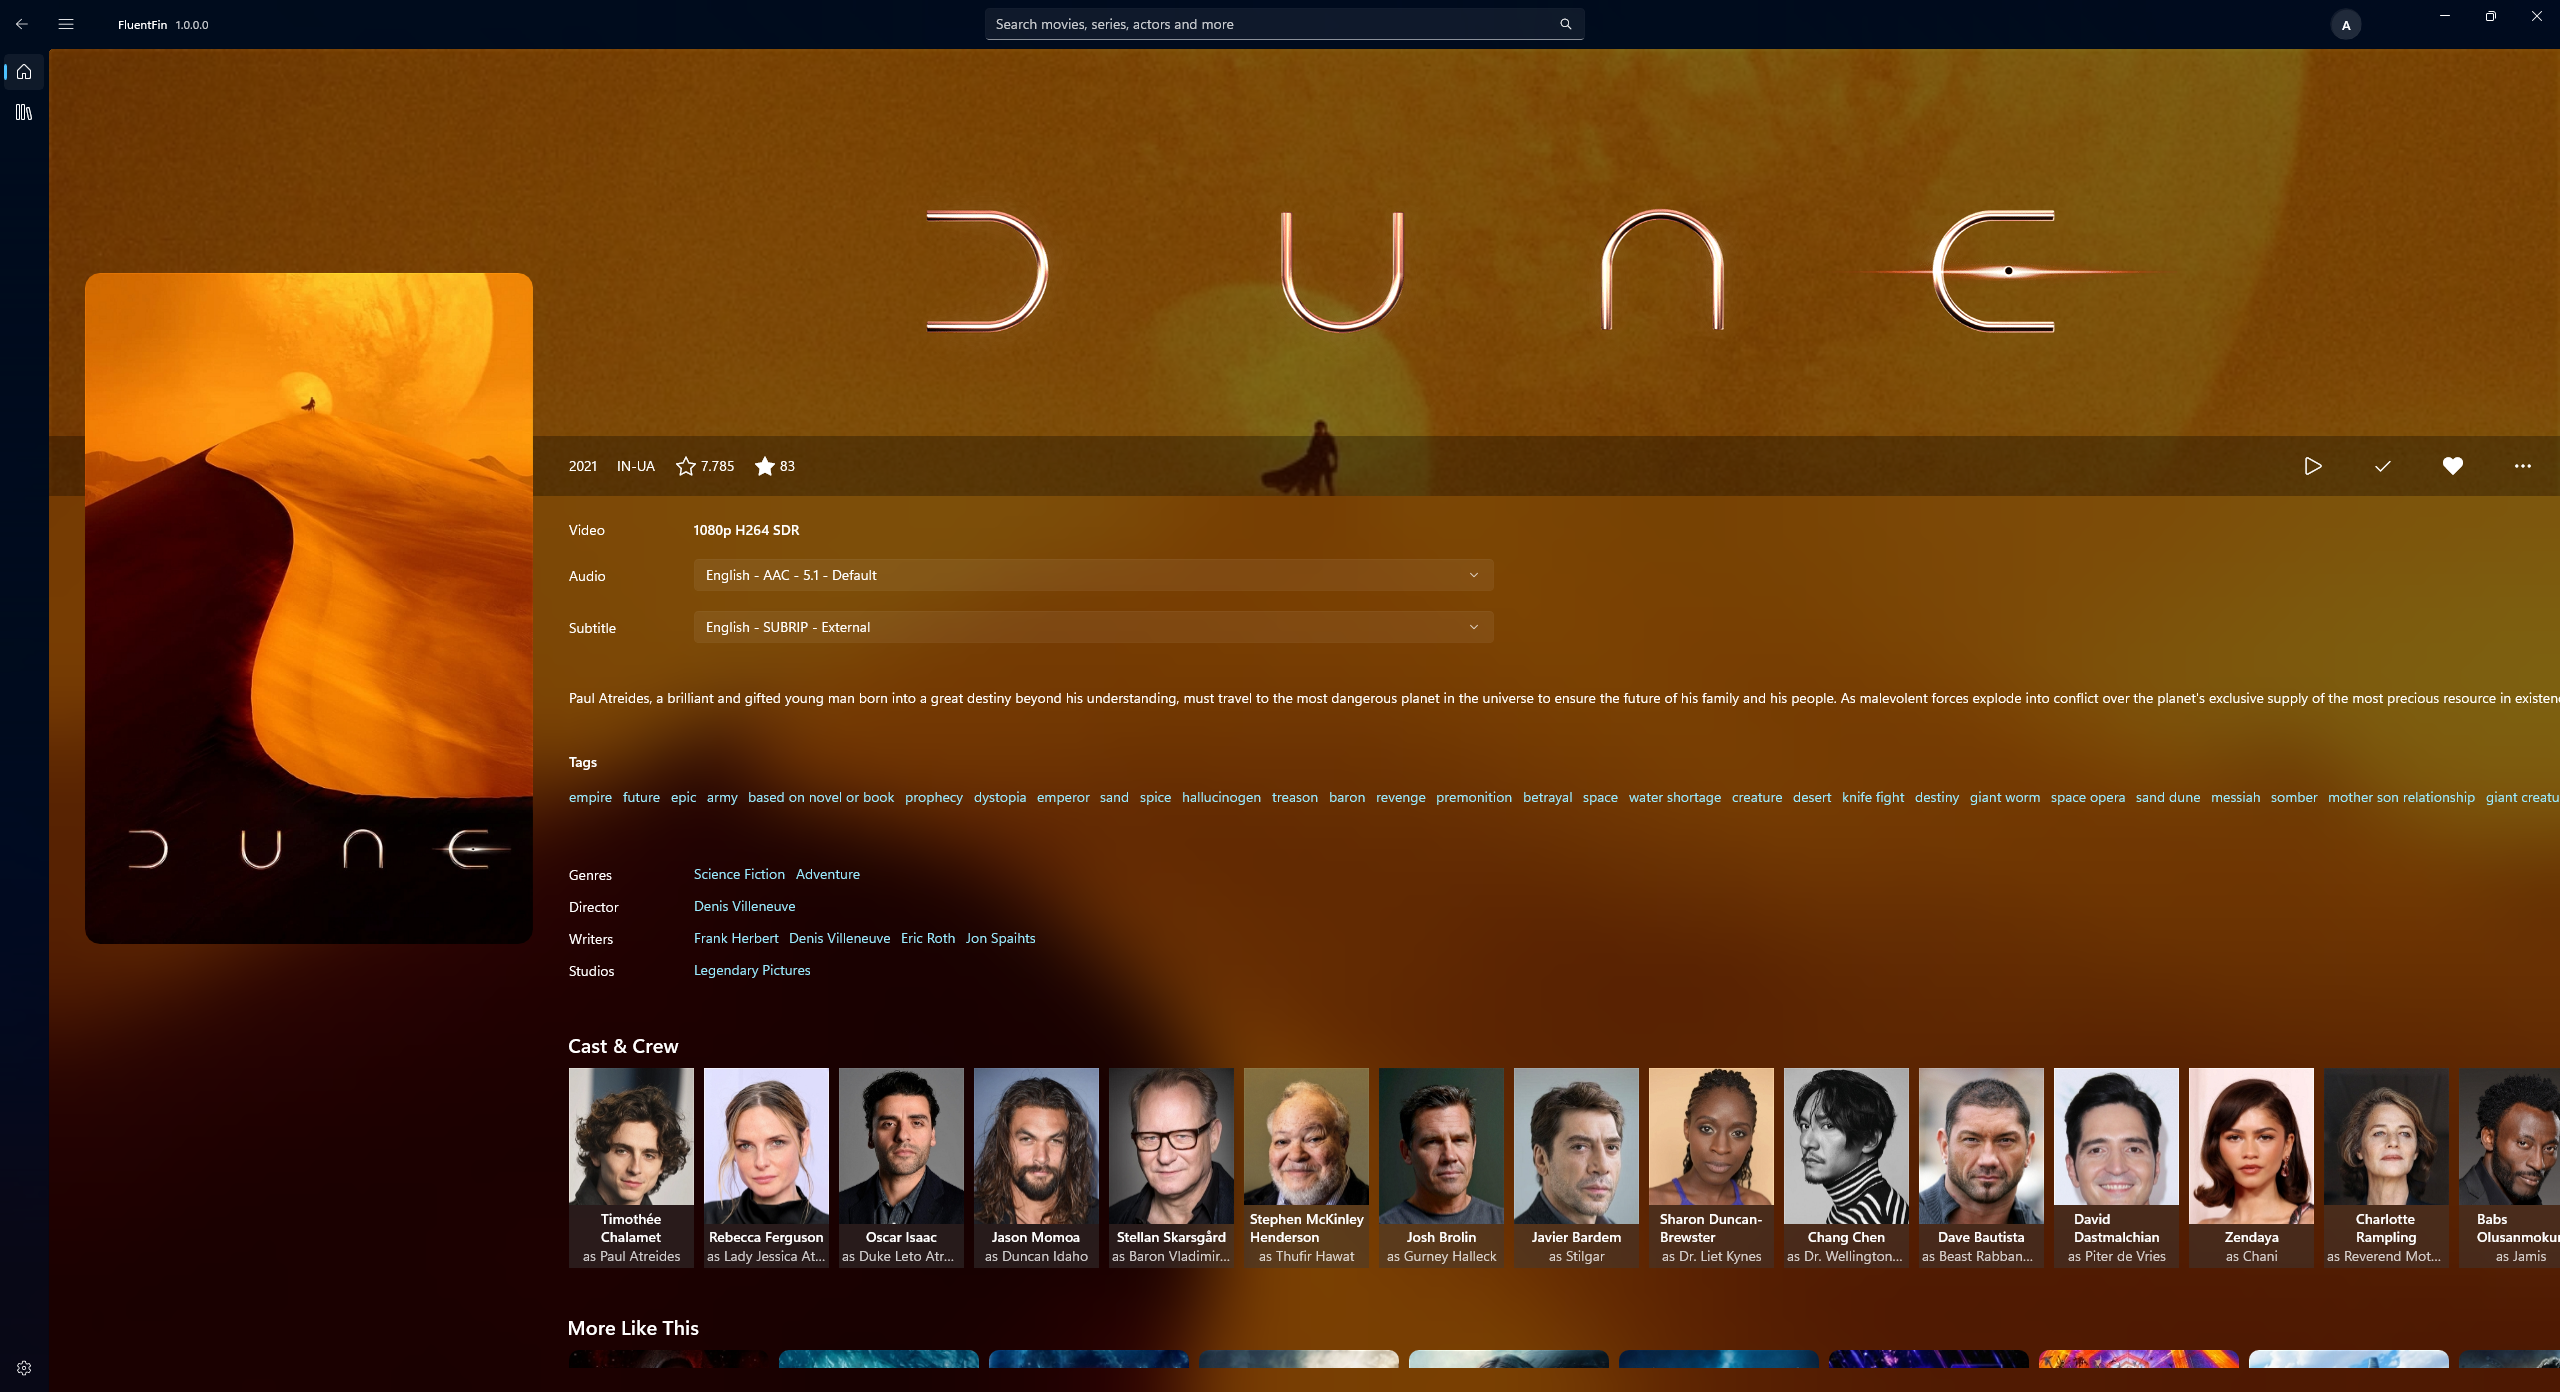 FluentFin 1.0.0.0
Search movies, series, actors and more
A
DUNE
DUNE
2021 IN-UA 7.785 83
Video 1080p H264 SDR
Audio English - AAC - 5.1 - Default
Subtitle English - SUBRIP - External
Paul Atreides, a brilliant and gifted young man born into a great destiny beyond his understanding, must travel to the most dangerous planet in the universe to ensure the future of his family and his people. As malevolent forces explode into conflict over the planet's exclusive supply of the most precious resource in existen
Tags
empire future epic army based on novel or book prophecy dystopia emperor sand spice hallucinogen treason baron revenge premonition betrayal space water shortage creature desert knife fight destiny giant worm space opera sand dune messiah somber mother son relationship giant creatu
Genres Science Fiction Adventure
Director Denis Villeneuve
Writers Frank Herbert Denis Villeneuve Eric Roth Jon Spaihts
Studios Legendary Pictures
Cast & Crew
Timothée
Chalamet
as Paul Atreides
Rebecca Ferguson
as Lady Jessica At...
Oscar Isaac
as Duke Leto Atr...
Jason Momoa
as Duncan Idaho
Stellan Skarsgård
as Baron Vladimir...
Stephen McKinley
Henderson
as Thufir Hawat
Josh Brolin
as Gurney Halleck
Javier Bardem
as Stilgar
Sharon Duncan-
Brewster
as Dr. Liet Kynes
Chang Chen
as Dr. Wellington...
Dave Bautista
as Beast Rabban...
David
Dastmalchian
as Piter de Vries
Zendaya
as Chani
Charlotte
Rampling
as Reverend Mot...
Babs
Olusanmoku
as Jamis
More Like This